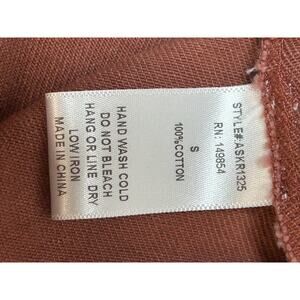 STYLE#:ASKR1325
RN: 149854
S
100%COTTON
HAND WASH COLD
DO NOT BLEACH
HANG OR LINE DRY
LOW IRON
MADE IN CHINA